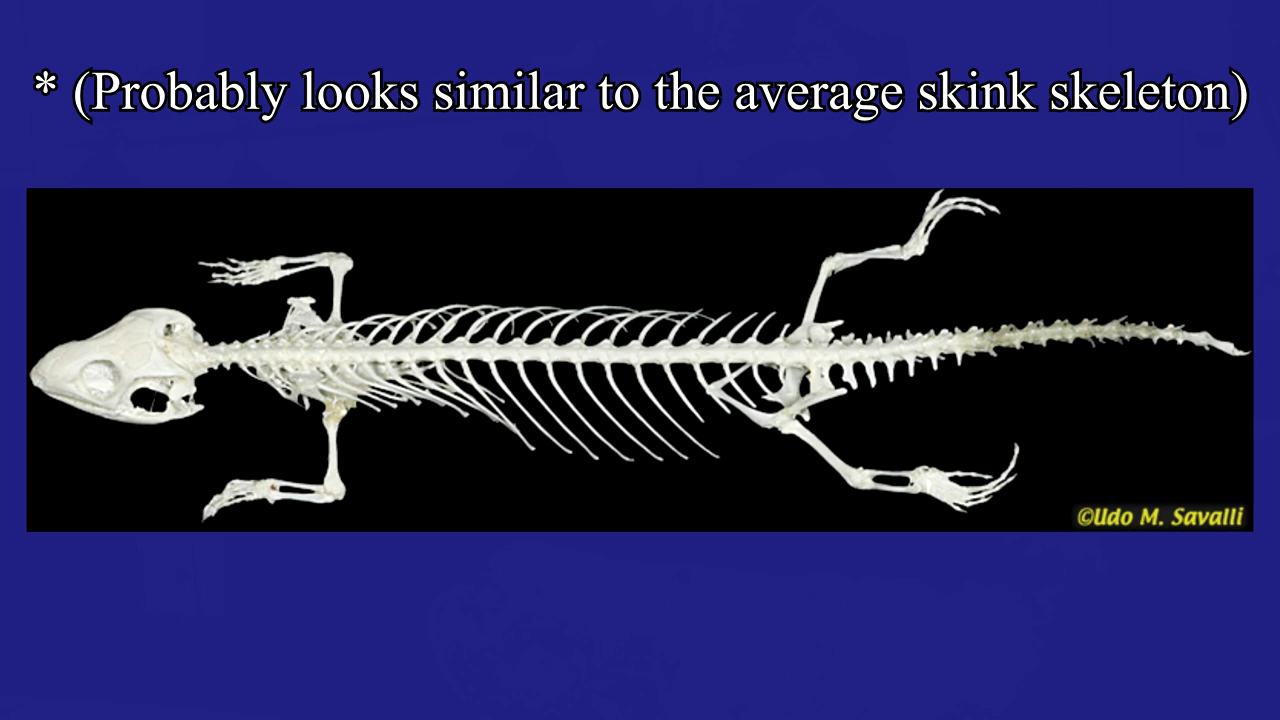 * (Probably looks similar to the average skink skeleton)
©Udo M. Savalli